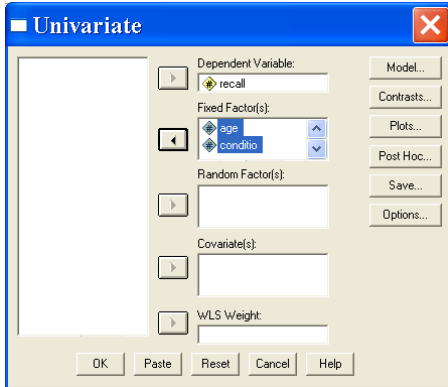 Univariate
Dependent Variable:
recall
Fixed Factor(s):
age
conditio
Random Factor(s):
Covariate(s):
WLS Weight:
Model...
Contrasts...
Plots...
Post Hoc...
Save...
Options...
OK Paste Reset Cancel Help